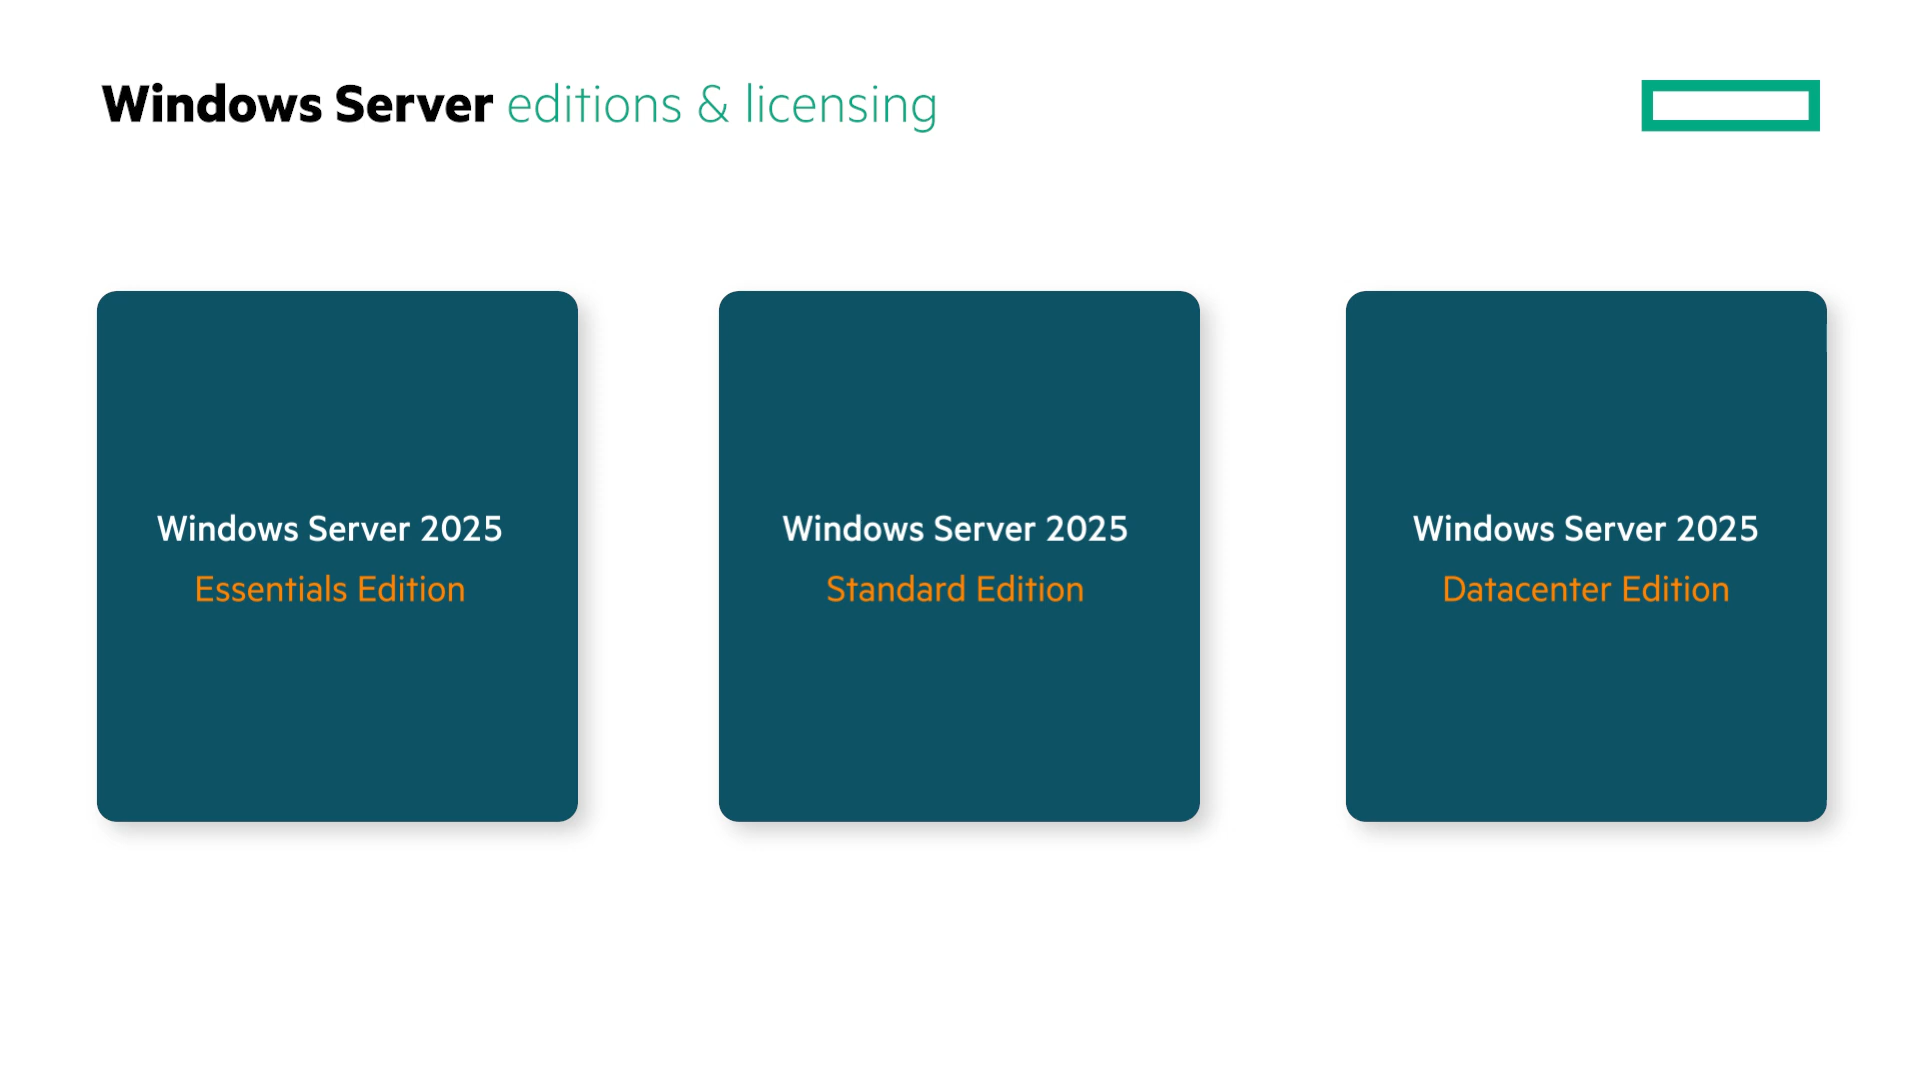 Windows Server editions & licensing
Windows Server 2025
Essentials Edition
Windows Server 2025
Standard Edition
Windows Server 2025
Datacenter Edition